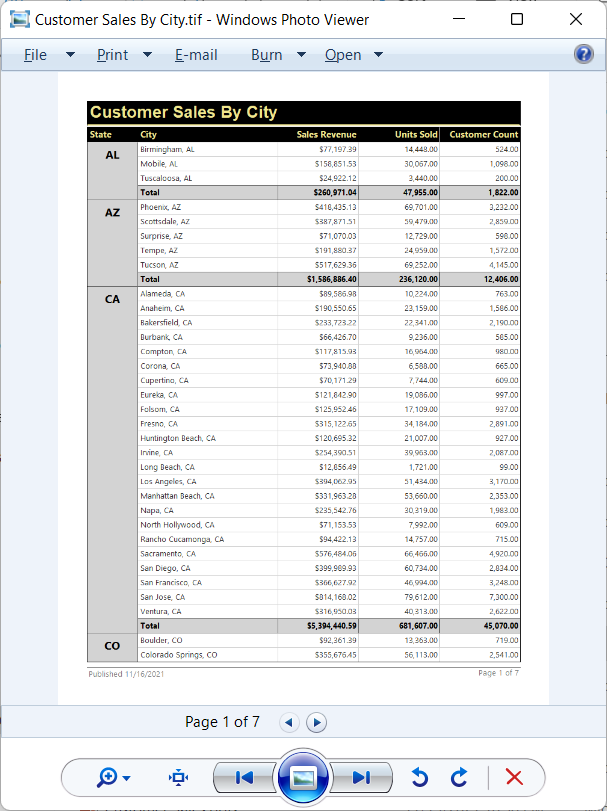 Customer Sales By City.tif - Windows Photo Viewer
File Print E-mail Burn Open ?
Customer Sales By City
State City Sales Revenue Units Sold Customer Count
AL Birmingham, AL $77,197.39 14,448.00 524.00
Mobile, AL $158,851.53 30,067.00 1,098.00
Tuscaloosa, AL $24,922.12 3,440.00 200.00
Total $260,971.04 47,955.00 1,822.00
AZ Phoenix, AZ $418,435.13 69,701.00 3,232.00
Scottsdale, AZ $387,871.51 59,479.00 2,859.00
Surprise, AZ $71,070.03 12,729.00 598.00
Tempe, AZ $191,880.37 24,959.00 1,572.00
Tucson, AZ $517,629.36 69,252.00 4,145.00
Total $1,586,886.40 236,120.00 12,406.00
CA Alameda, CA $89,586.98 10,224.00 763.00
Anaheim, CA $190,550.65 23,159.00 1,586.00
Bakersfield, CA $233,723.22 22,341.00 2,190.00
Burbank, CA $66,426.70 9,236.00 585.00
Compton, CA $117,815.93 16,964.00 980.00
Corona, CA $73,940.88 6,588.00 665.00
Cupertino, CA $70,171.29 7,744.00 609.00
Eureka, CA $121,842.90 19,086.00 997.00
Folsom, CA $125,952.46 17,109.00 937.00
Fresno, CA $315,122.65 34,184.00 2,891.00
Huntington Beach, CA $120,695.32 21,007.00 927.00
Irvine, CA $254,390.51 39,963.00 2,087.00
Long Beach, CA $12,856.49 1,721.00 99.00
Los Angeles, CA $394,062.95 51,434.00 3,170.00
Manhattan Beach, CA $331,963.28 53,660.00 2,353.00
Napa, CA $235,542.76 30,319.00 1,983.00
North Hollywood, CA $71,153.53 7,992.00 609.00
Rancho Cucamonga, CA $94,422.13 14,757.00 715.00
Sacramento, CA $576,484.06 66,466.00 4,920.00
San Diego, CA $399,989.93 60,734.00 2,834.00
San Francisco, CA $366,627.92 46,994.00 3,248.00
San Jose, CA $814,168.02 79,612.00 7,300.00
Ventura, CA $316,950.03 40,313.00 2,622.00
Total $5,394,440.59 681,607.00 45,070.00
CO Boulder, CO $92,361.39 13,363.00 719.00
Colorado Springs, CO $355,676.45 56,113.00 2,541.00
Published 11/16/2021 Page 1 of 7
Page 1 of 7